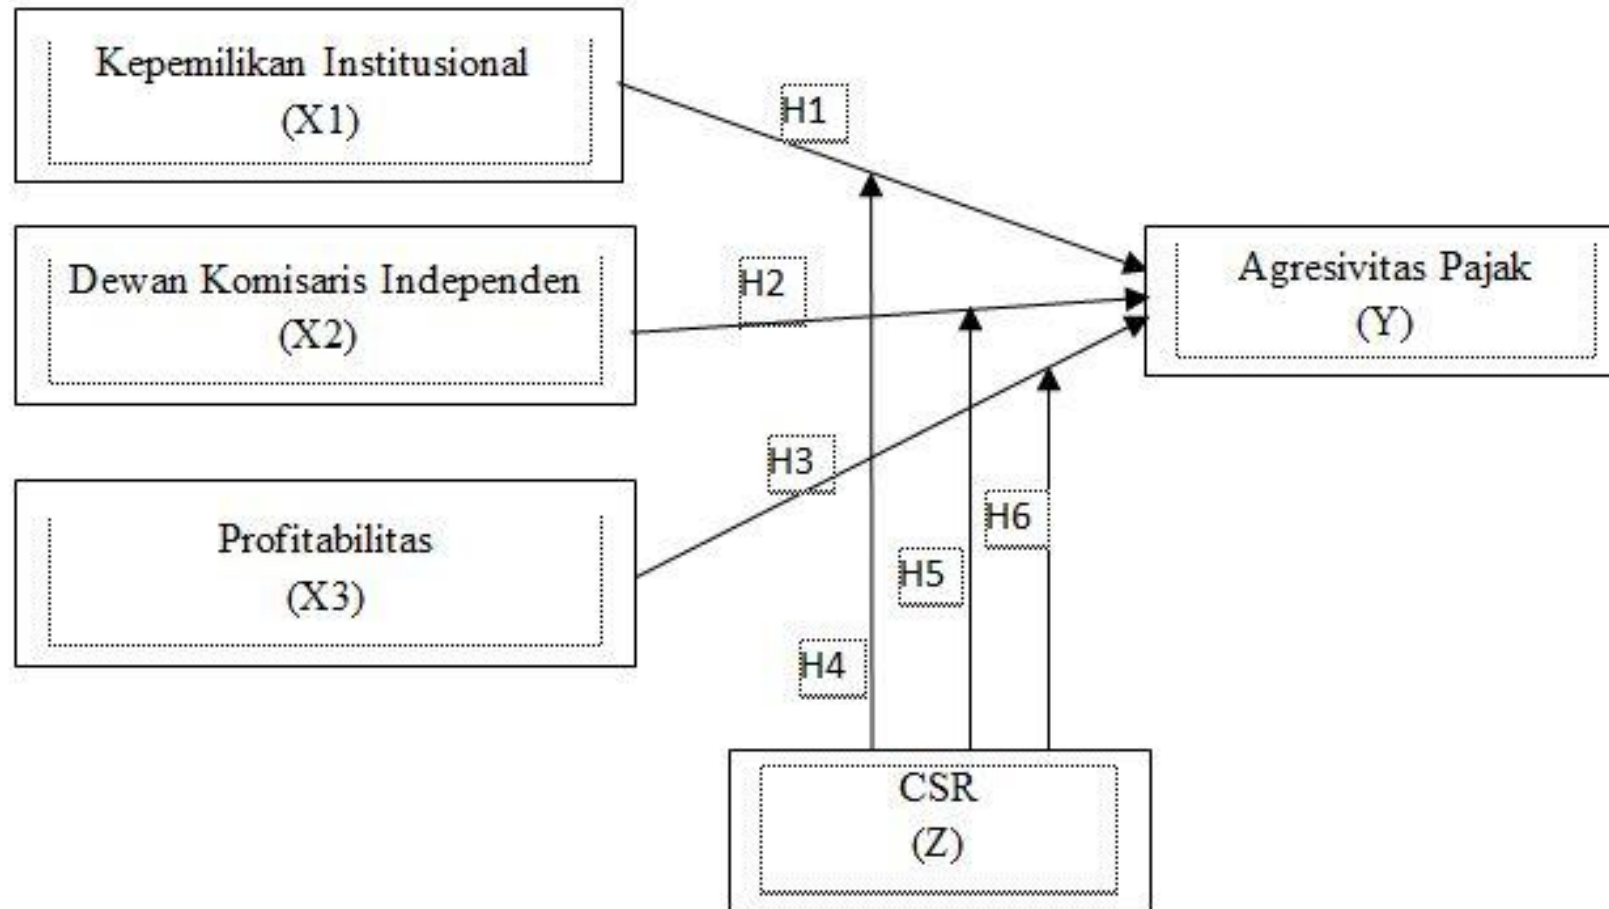 Kepemilikan Institusional
(X1)
H1
Dewan Komisaris Independen
(X2)
H2
Agresivitas Pajak
(Y)
Profitabilitas
(X3)
H3
H6
H5
H4
CSR
(Z)